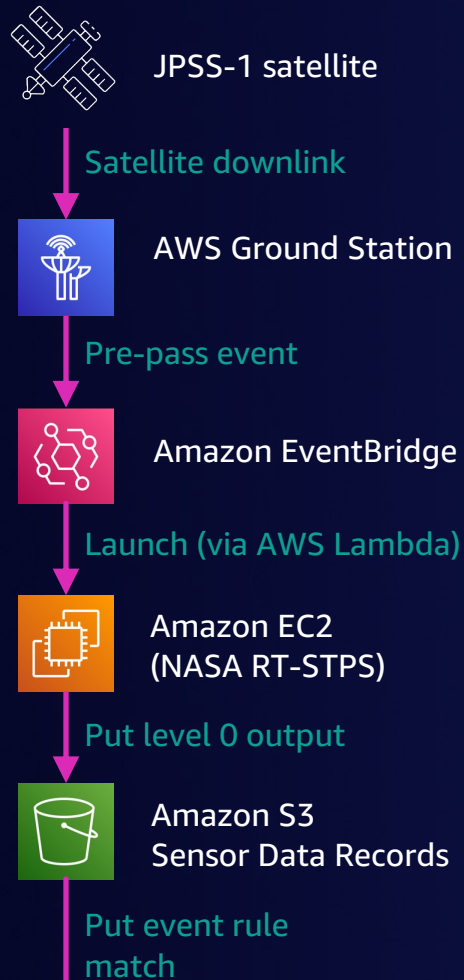 JPSS-1 satellite
Satellite downlink
AWS Ground Station
Pre-pass event
Amazon EventBridge
Launch (via AWS Lambda)
Amazon EC2
(NASA RT-STPS)
Put level 0 output
Amazon S3
Sensor Data Records
Put event rule
match